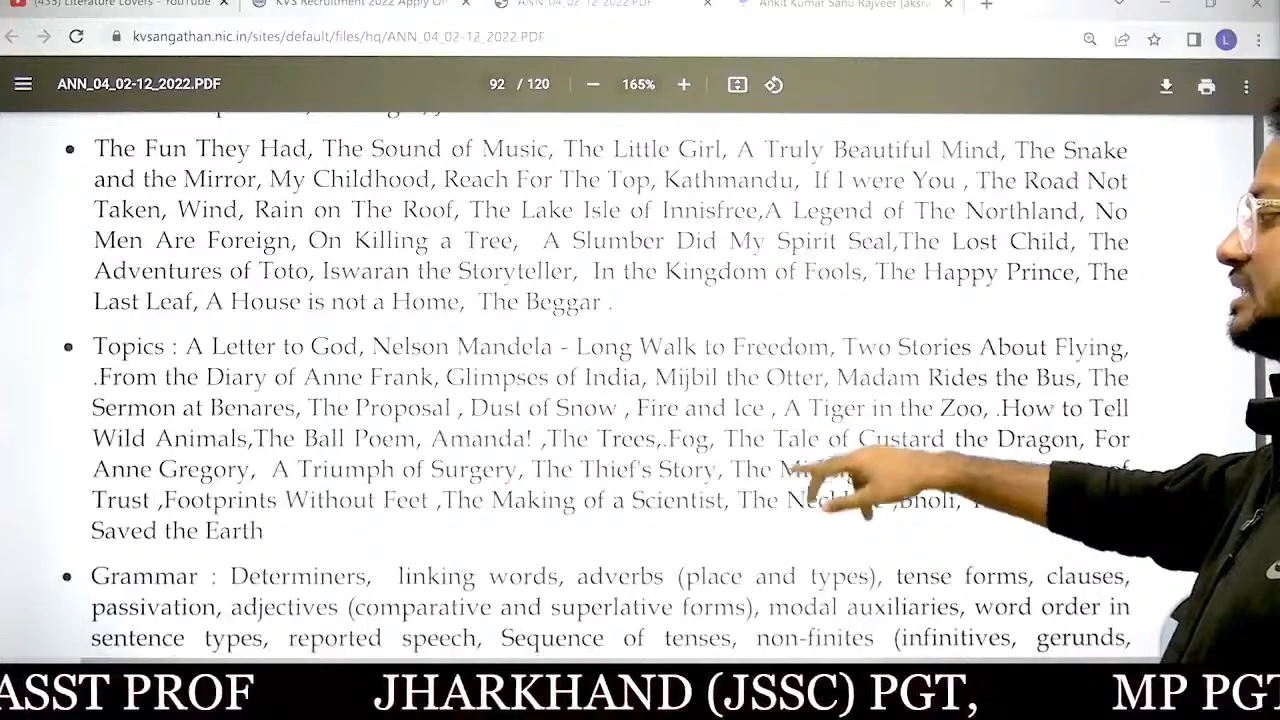 (435) Literature Lovers - YouTube
KVS Recruitment 2022 Apply On
ANN_04_02-12_2022.PDF
Ankit Kumar Sahu Rajveer (aksra
kvsangathan.nic.in/sites/default/files/hq/ANN_04_02-12_2022.PDF
L
ANN_04_02-12_2022.PDF
92 / 120
165%
The Fun They Had, The Sound of Music, The Little Girl, A Truly Beautiful Mind, The Snake
and the Mirror, My Childhood, Reach For The Top, Kathmandu, If I were You , The Road Not
Taken, Wind, Rain on The Roof, The Lake Isle of Innisfree,A Legend of The Northland, No
Men Are Foreign, On Killing a Tree, A Slumber Did My Spirit Seal,The Lost Child, The
Adventures of Toto, Iswaran the Storyteller, In the Kingdom of Fools, The Happy Prince, The
Last Leaf, A House is not a Home, The Beggar .
Topics : A Letter to God, Nelson Mandela - Long Walk to Freedom, Two Stories About Flying,
.From the Diary of Anne Frank, Glimpses of India, Mijbil the Otter, Madam Rides the Bus, The
Sermon at Benares, The Proposal , Dust of Snow , Fire and Ice , A Tiger in the Zoo, .How to Tell
Wild Animals,The Ball Poem, Amanda! ,The Trees,.Fog, The Tale of Custard the Dragon, For
Anne Gregory, A Triumph of Surgery, The Thief's Story, The of
Trust ,Footprints Without Feet ,The Making of a Scientist, The ,Bholi,
Saved the Earth
Grammar : Determiners, linking words, adverbs (place and types), tense forms, clauses,
passivation, adjectives (comparative and superlative forms), modal auxiliaries, word order in
sentence types, reported speech, Sequence of tenses, non-finites (infinitives, gerunds,
ASST PROF JHARKHAND (JSSC) PGT, MP PGT